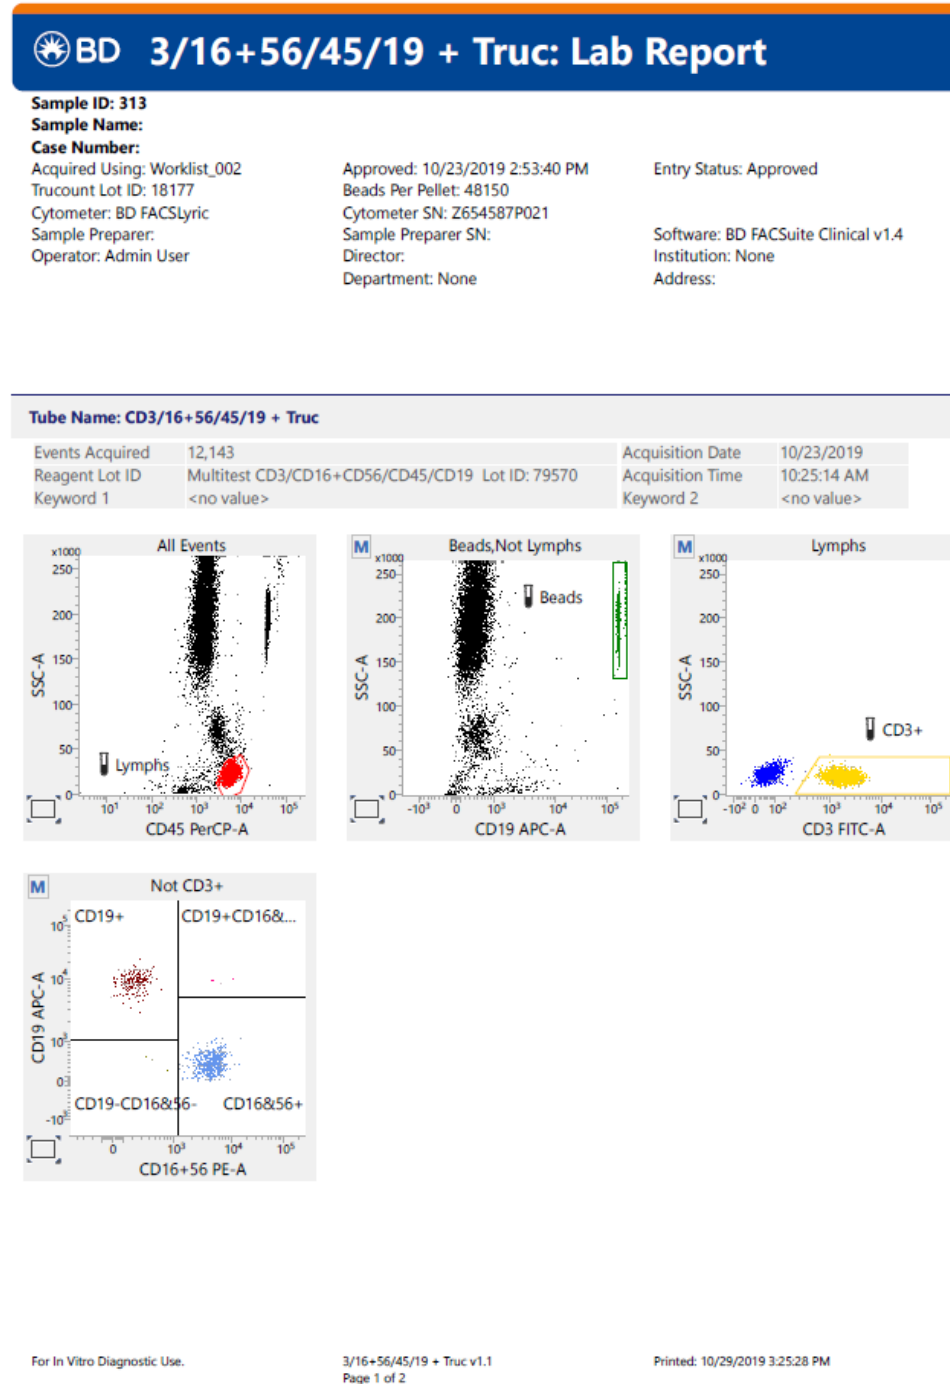 BD 3/16+56/45/19 + Truc: Lab Report
Sample ID: 313
Sample Name:
Case Number:
Acquired Using: Worklist_002 Approved: 10/23/2019 2:53:40 PM Entry Status: Approved
Trucount Lot ID: 18177 Beads Per Pellet: 48150
Cytometer: BD FACSLyric Cytometer SN: Z654587P021
Sample Preparer: Sample Preparer SN: Software: BD FACSuite Clinical v1.4
Operator: Admin User Director: Institution: None
Department: None Address:
Tube Name: CD3/16+56/45/19 + Truc
Events Acquired 12,143 Acquisition Date 10/23/2019
Reagent Lot ID Multitest CD3/CD16+CD56/CD45/CD19 Lot ID: 79570 Acquisition Time 10:25:14 AM
Keyword 1 <no value> Keyword 2 <no value>
All Events
x1000
250
200
150
100
50
0
SSC-A
Lymphs
10¹ 10² 10³ 10⁴ 10⁵
CD45 PerCP-A
M Beads,Not Lymphs
x1000
250
200
150
100
50
0
SSC-A
Beads
-10³ 0 10³ 10⁴ 10⁵
CD19 APC-A
M Lymphs
x1000
250
200
150
100
50
0
SSC-A
CD3+
-10² 0 10² 10³ 10⁴ 10⁵
CD3 FITC-A
M Not CD3+
CD19+ CD19+CD16&...
10⁵
10⁴
10³
0
CD19 APC-A
CD19-CD16&56- CD16&56+
0 10³ 10⁴ 10⁵
CD16+56 PE-A
For In Vitro Diagnostic Use. 3/16+56/45/19 + Truc v1.1 Printed: 10/29/2019 3:25:28 PM
Page 1 of 2